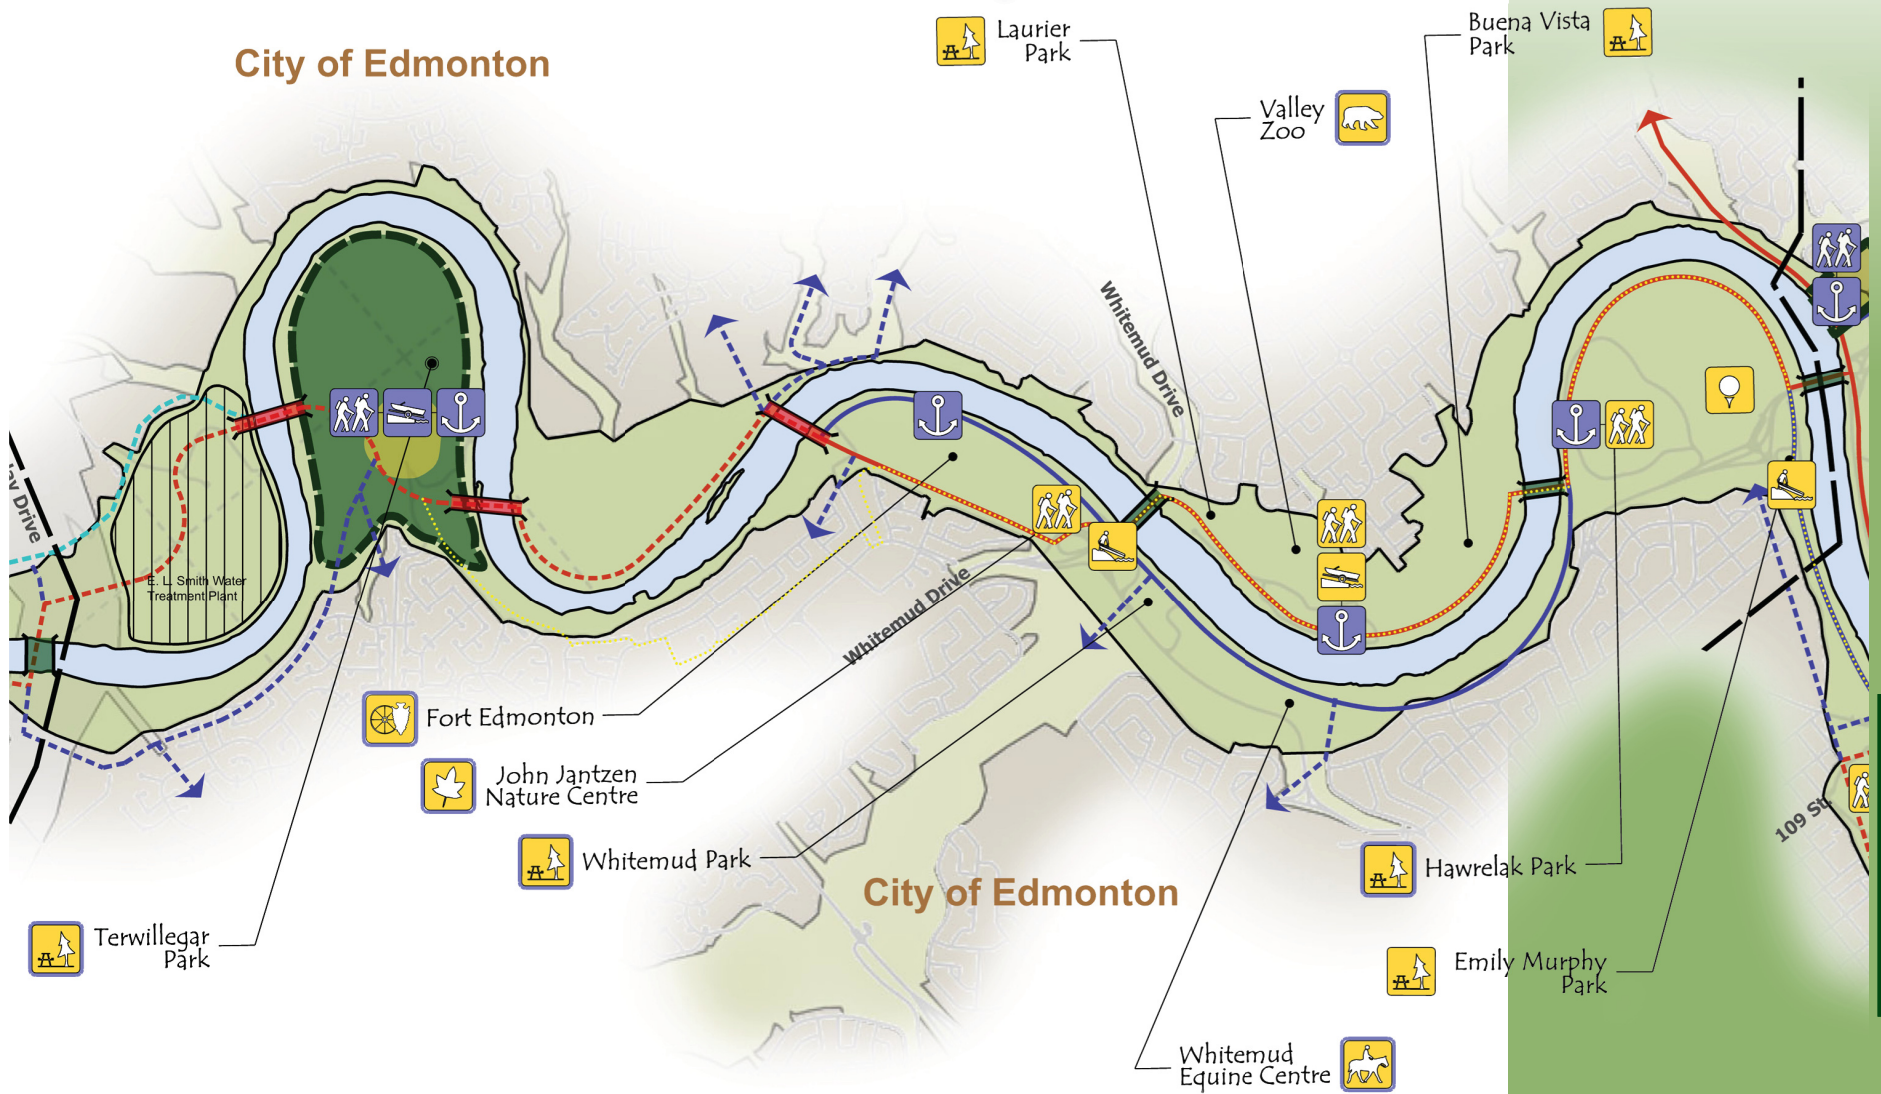 City of Edmonton
Laurier
Park
Buena Vista
Park
Valley
Zoo
Whitemud Drive
Drive
E. L. Smith Water
Treatment Plant
Whitemud Drive
Fort Edmonton
John Jantzen
Nature Centre
Whitemud Park
109 St.
City of Edmonton
Hawrelak Park
Terwillegar
Park
Emily Murphy
Park
Whitemud
Equine Centre